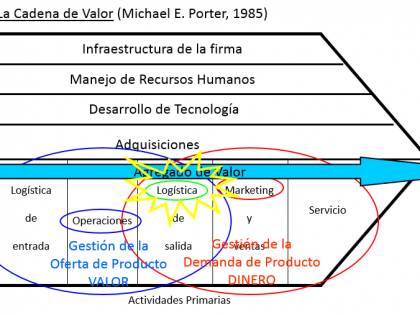 La Cadena de Valor (Michael E. Porter, 1985)
Infraestructura de la firma
Manejo de Recursos Humanos
Desarrollo de Tecnología
Adquisiciones
Agregado de Valor
Logística
de
entrada
Operaciones
Logística
de
salida
Marketing
y
ventas
Servicio
Gestión de la
Oferta de Producto
VALOR
Gestión de la
Demanda de Producto
DINERO
Actividades Primarias